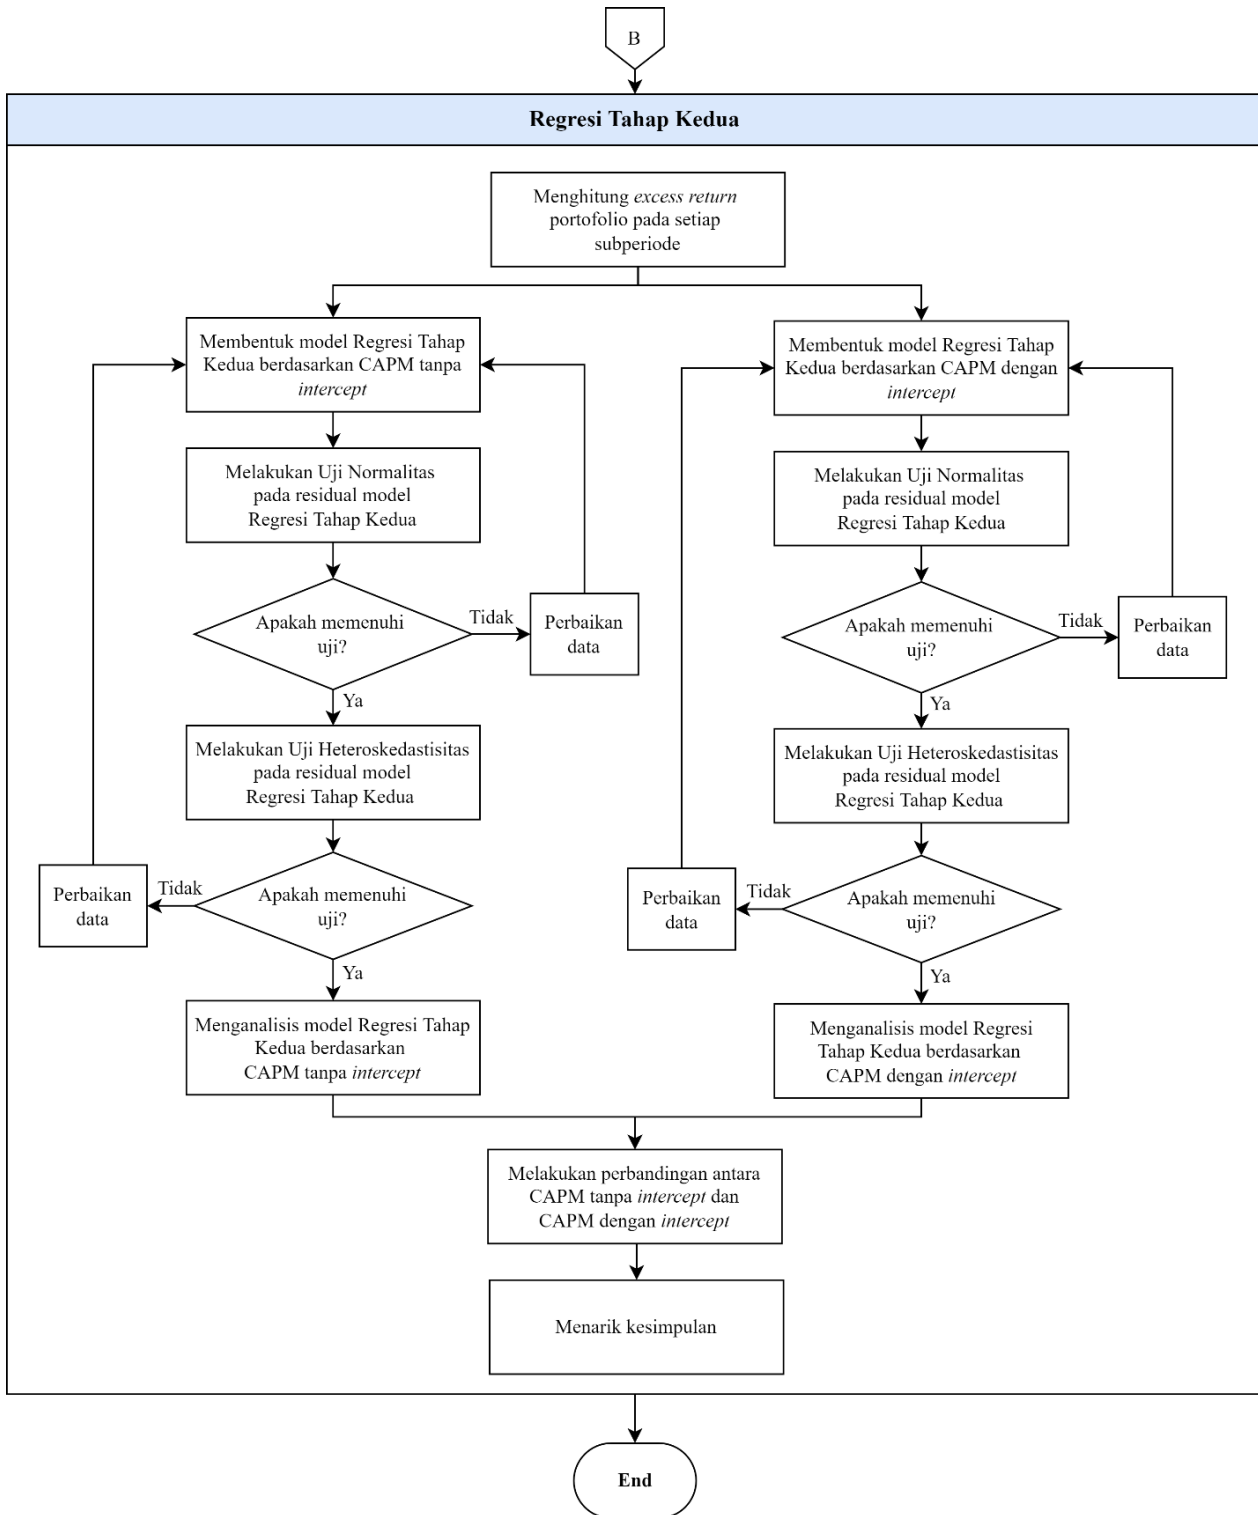 B
Regresi Tahap Kedua
Menghitung excess return
portofolio pada setiap
subperiode
Membentuk model Regresi Tahap
Kedua berdasarkan CAPM tanpa
intercept
Melakukan Uji Normalitas
pada residual model
Regresi Tahap Kedua
Apakah memenuhi
uji?
Tidak
Perbaikan
data
Ya
Melakukan Uji Heteroskedastisitas
pada residual model
Regresi Tahap Kedua
Apakah memenuhi
uji?
Tidak
Perbaikan
data
Ya
Menganalisis model Regresi Tahap
Kedua berdasarkan
CAPM tanpa intercept
Membentuk model Regresi Tahap
Kedua berdasarkan CAPM dengan
intercept
Melakukan Uji Normalitas
pada residual model
Regresi Tahap Kedua
Apakah memenuhi
uji?
Tidak
Perbaikan
data
Ya
Melakukan Uji Heteroskedastisitas
pada residual model
Regresi Tahap Kedua
Apakah memenuhi
uji?
Tidak
Perbaikan
data
Ya
Menganalisis model Regresi
Tahap Kedua berdasarkan
CAPM dengan intercept
Melakukan perbandingan antara
CAPM tanpa intercept dan
CAPM dengan intercept
Menarik kesimpulan
End